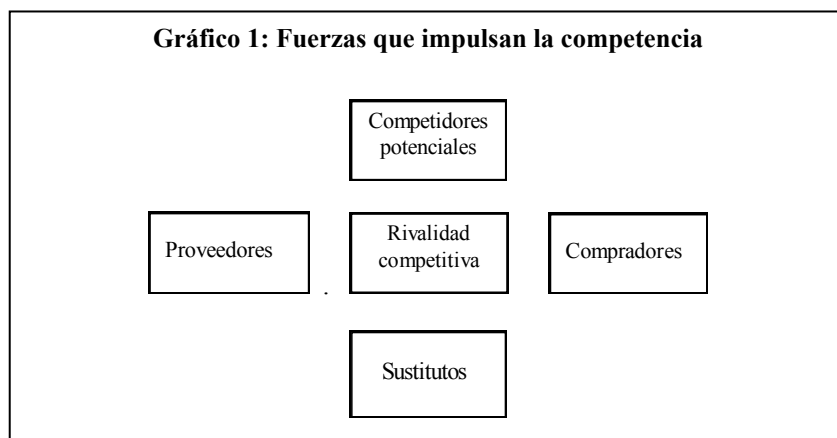 Gráfico 1: Fuerzas que impulsan la competencia
Competidores
potenciales
Proveedores
Rivalidad
competitiva
Compradores
.
Sustitutos